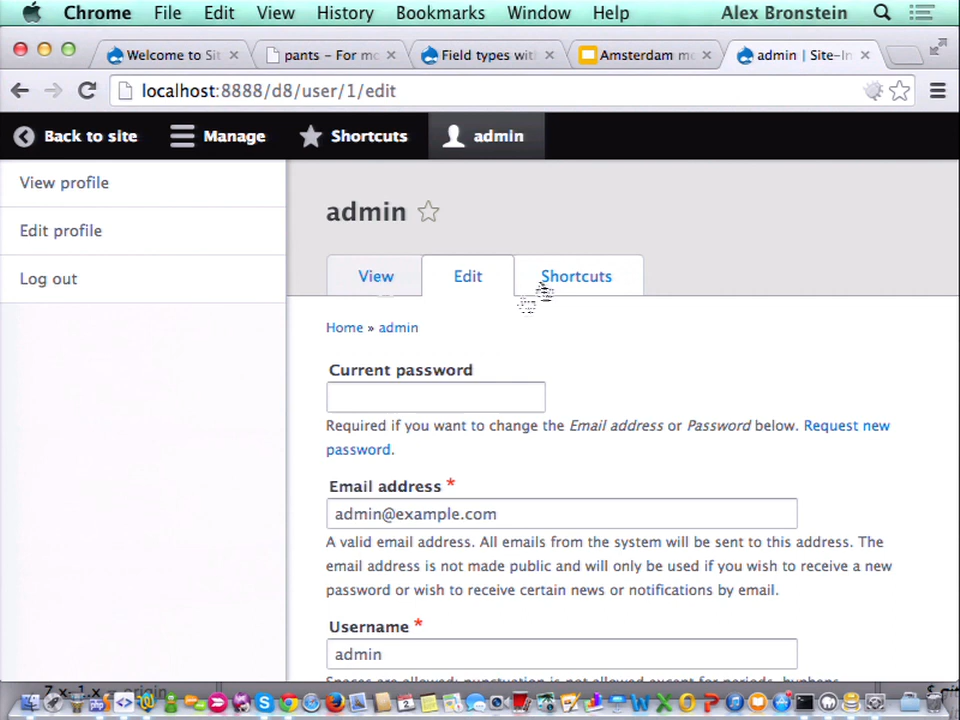 Chrome File Edit View History Bookmarks Window Help Alex Bronstein
Welcome to Sit pants – For mo Field types wit Amsterdam mo admin | Site-In
localhost:8888/d8/user/1/edit
Back to site Manage Shortcuts admin
View profile
Edit profile
Log out
admin
View Edit Shortcuts
Home » admin
Current password
Required if you want to change the Email address or Password below. Request new
password.
Email address *
admin@example.com
A valid email address. All emails from the system will be sent to this address. The
email address is not made public and will only be used if you wish to receive a new
password or wish to receive certain news or notifications by email.
Username *
admin